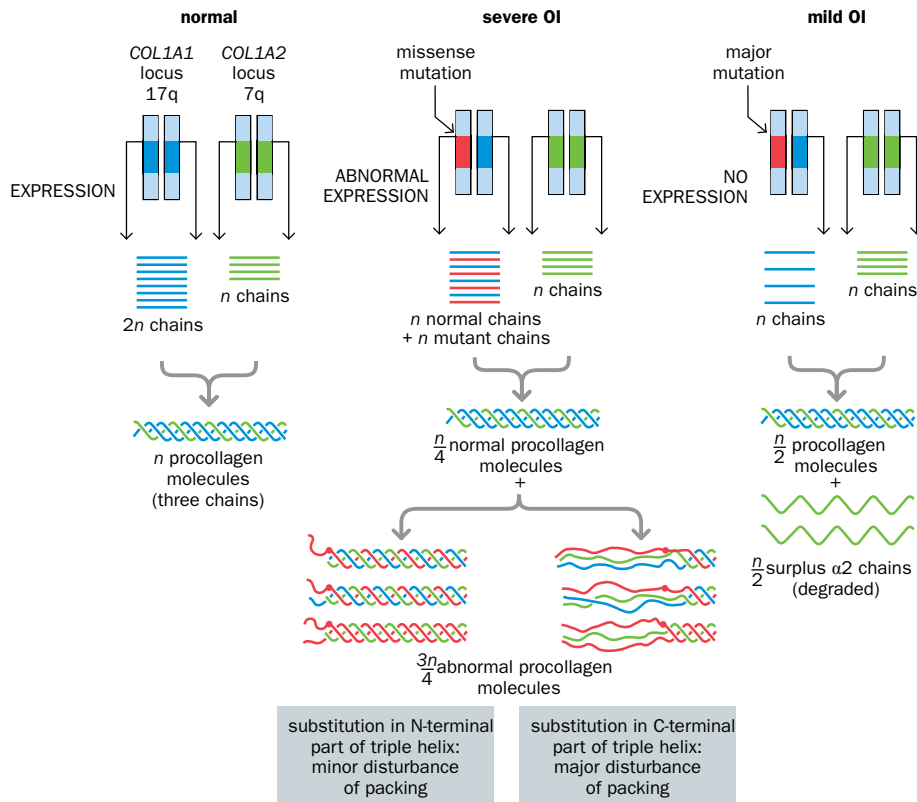 normal
COL1A1
locus
17q
COL1A2
locus
7q
EXPRESSION
2n chains
n chains
n procollagen
molecules
(three chains)
severe OI
missense
mutation
ABNORMAL
EXPRESSION
n normal chains
+ n mutant chains
n chains
n/4 normal procollagen
molecules
+
3n/4 abnormal procollagen
molecules
substitution in N-terminal
part of triple helix:
minor disturbance
of packing
substitution in C-terminal
part of triple helix:
major disturbance
of packing
mild OI
major
mutation
NO
EXPRESSION
n chains
n chains
n/2 procollagen
molecules
+
n/2 surplus α2 chains
(degraded)